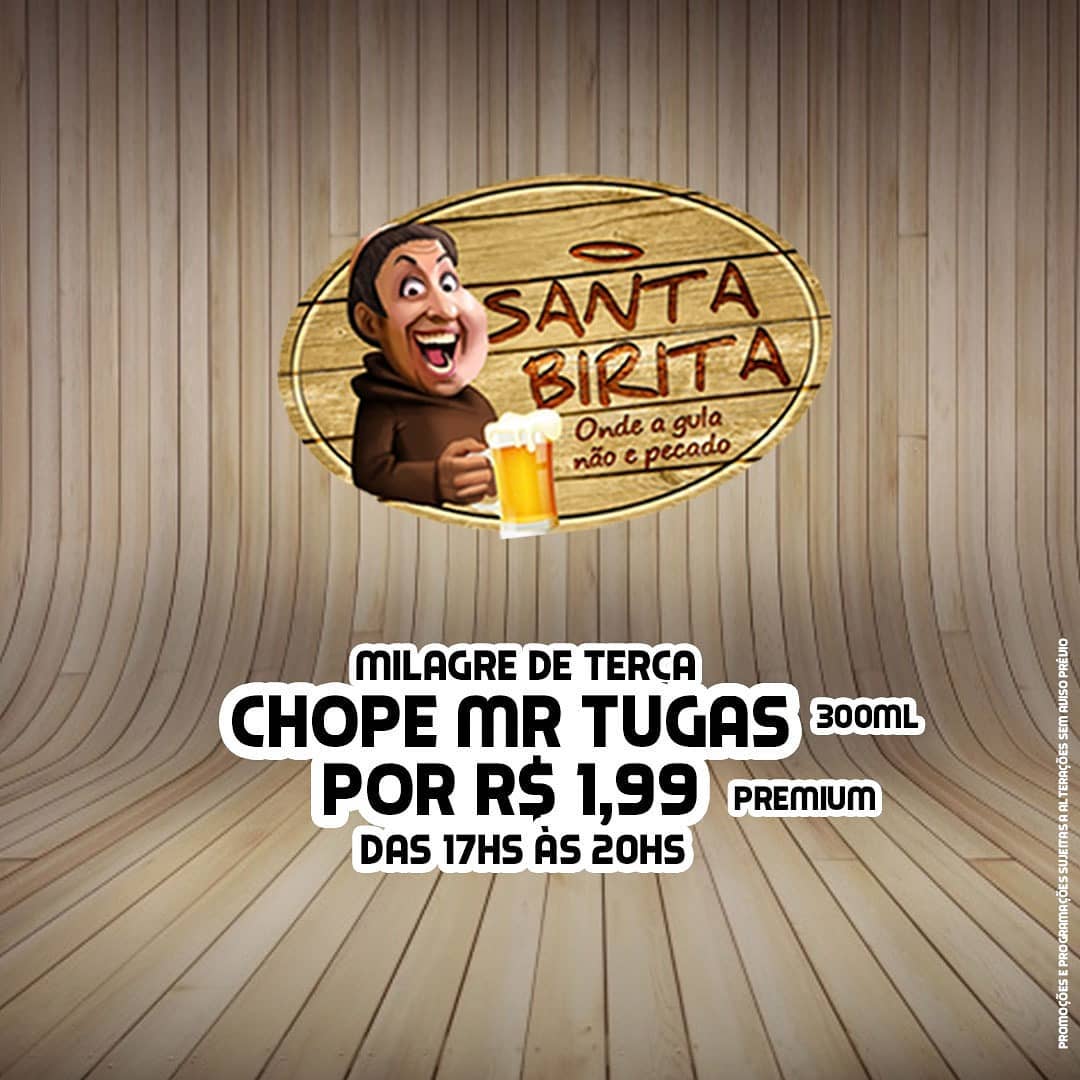 SANTA
BIRITA
Onde a gula
não e pecado
MILAGRE DE TERÇA
CHOPE MR TUGAS 300ML
POR R$ 1,99 PREMIUM
DAS 17HS ÀS 20HS
PROMOÇÕES E PROGRAMAÇÕES SUJEITAS A ALTERAÇÕES SEM AVISO PRÉVIO